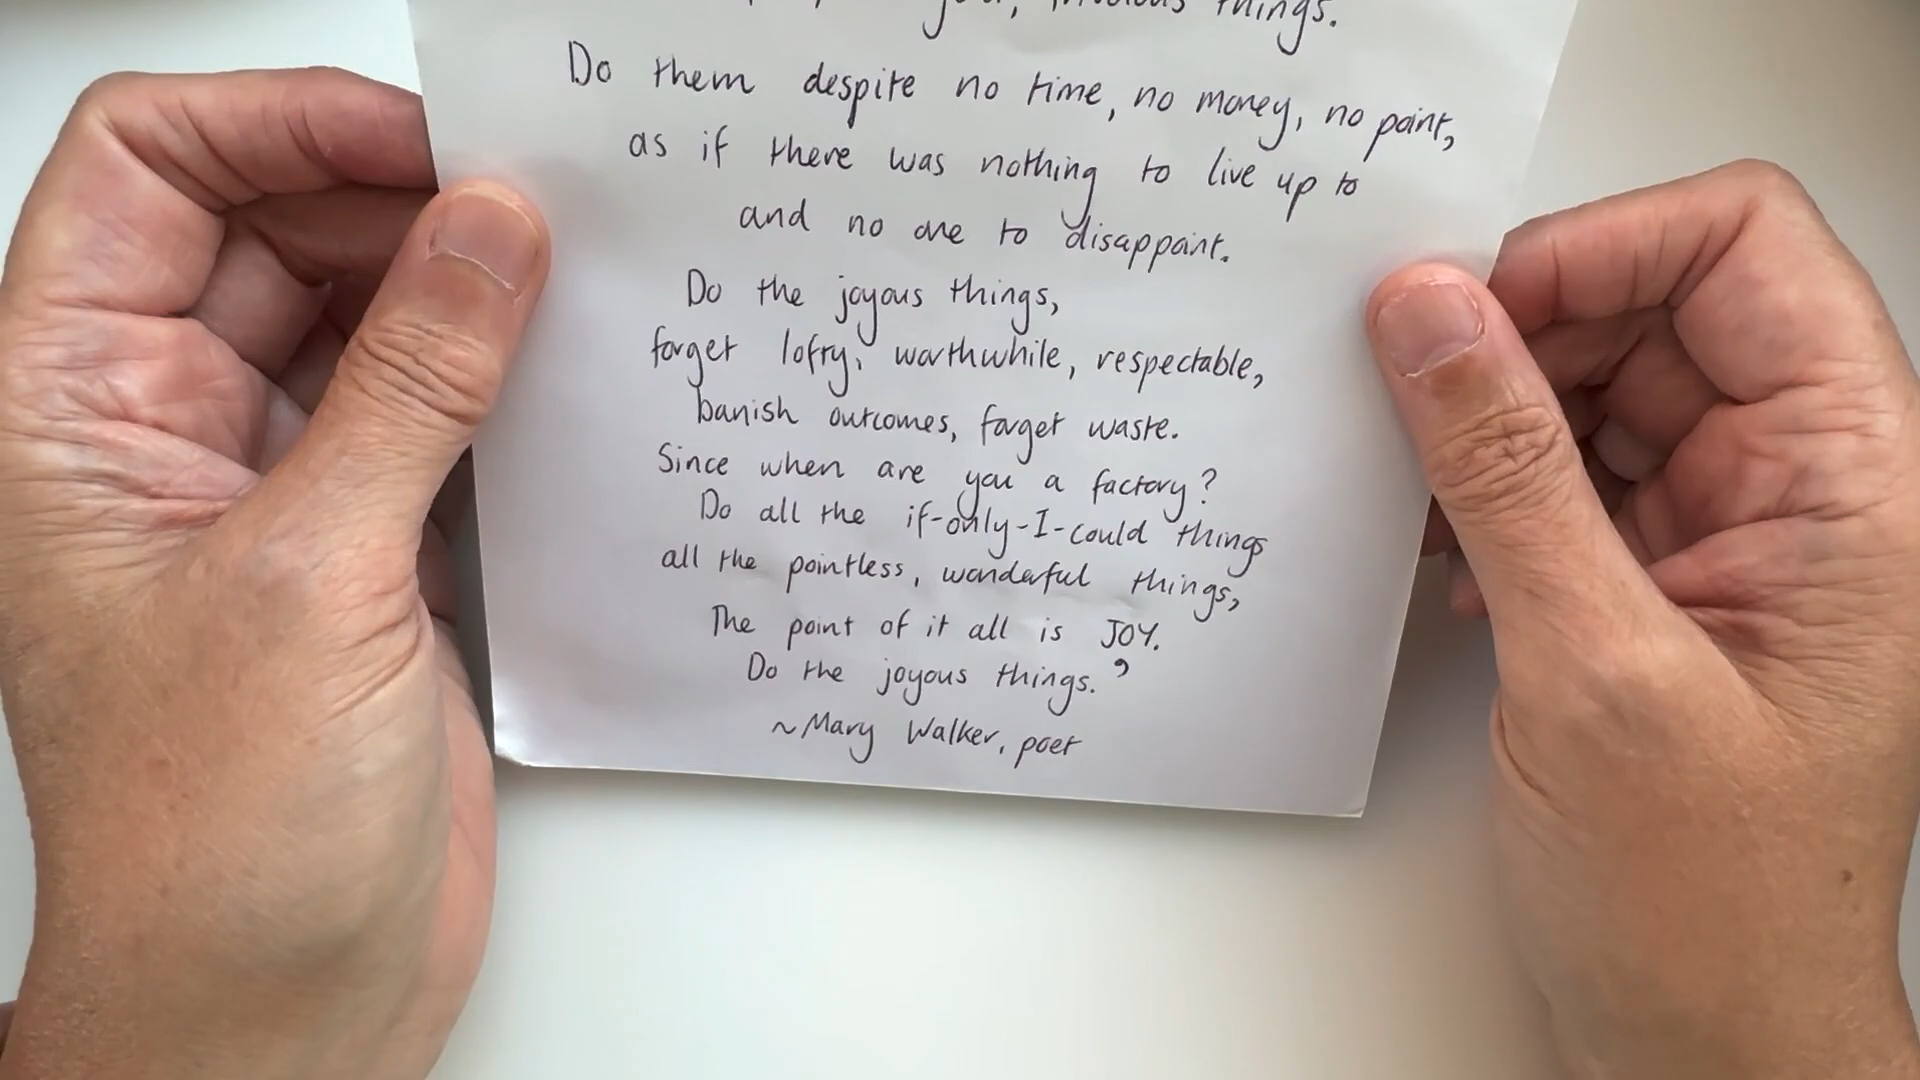 things.
Do them despite no time, no money, no point,
as if there was nothing to live up to
and no one to disappoint.
Do the joyous things,
forget lofty, worthwhile, respectable,
banish outcomes, forget waste.
Since when are you a factory?
Do all the if-only-I-could things
all the pointless, wonderful things,
The point of it all is JOY.
Do the joyous things.’
~Mary Walker, poet